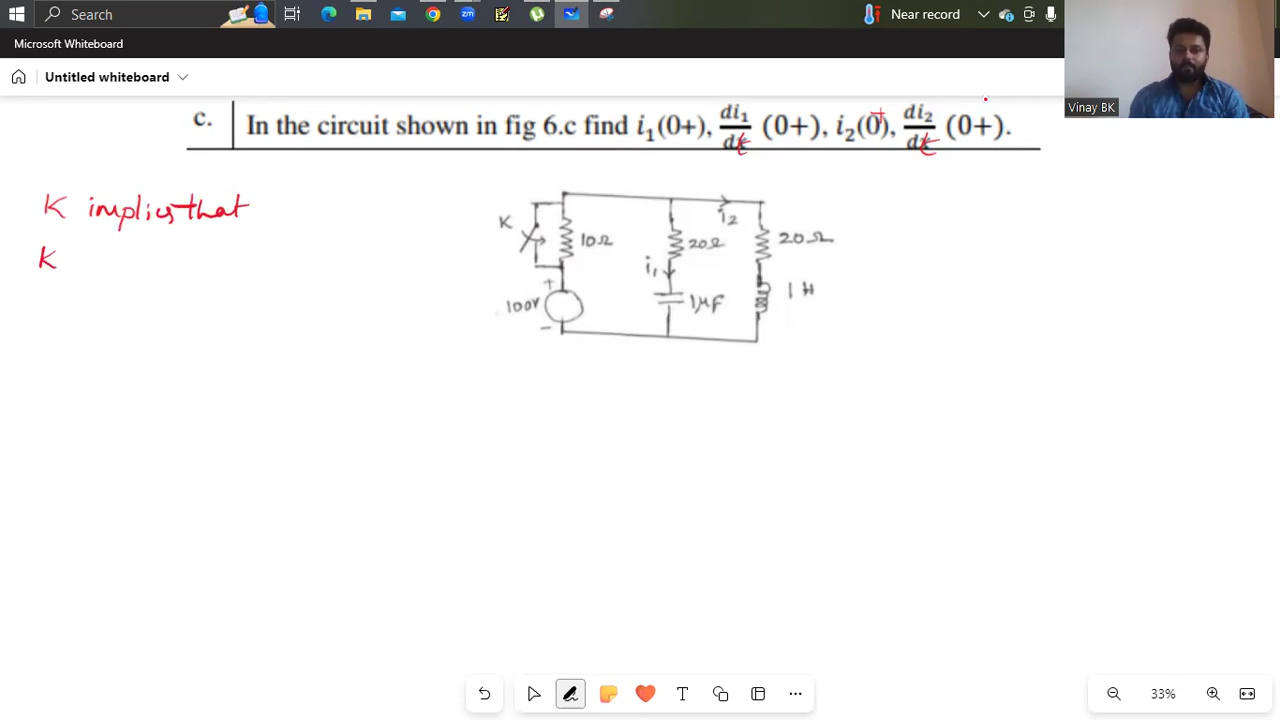 Search
Near record
Microsoft Whiteboard
Untitled whiteboard
Vinay BK
c. In the circuit shown in fig 6.c find i₁(0+), di₁/dt (0+), i₂(0⁺), di₂/dt (0+).
K implies that
K
K
10Ω
100V
+
-
i₁
20Ω
1μF
i₂
20Ω
1 H
33%